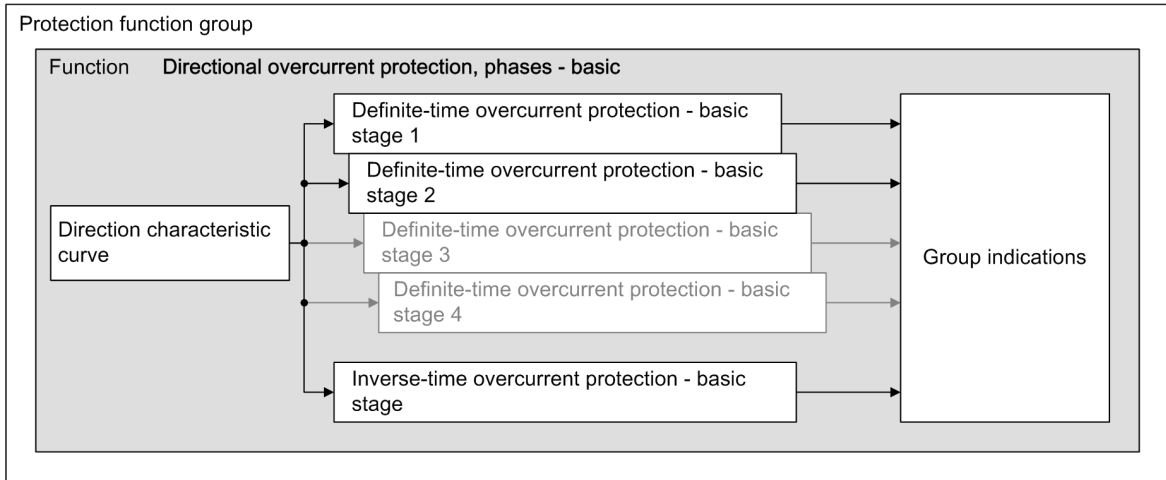 Protection function group
Function Directional overcurrent protection, phases - basic
Definite-time overcurrent protection - basic
stage 1
Definite-time overcurrent protection - basic
stage 2
Direction characteristic
curve
Definite-time overcurrent protection - basic
stage 3
Group indications
Definite-time overcurrent protection - basic
stage 4
Inverse-time overcurrent protection - basic
stage